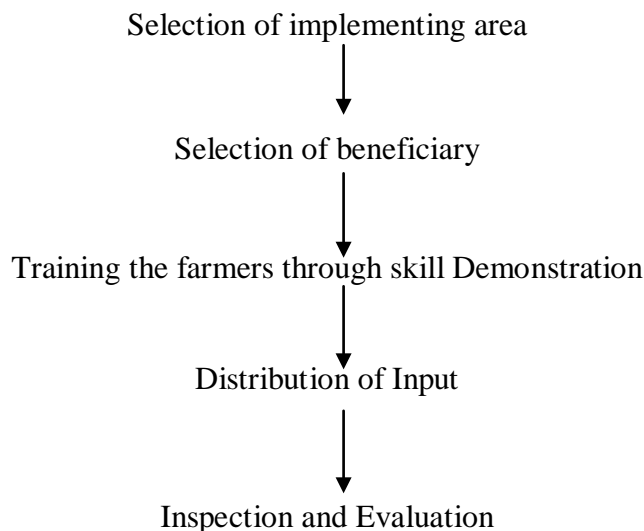 Selection of implementing area
Selection of beneficiary
Training the farmers through skill Demonstration
Distribution of Input
Inspection and Evaluation